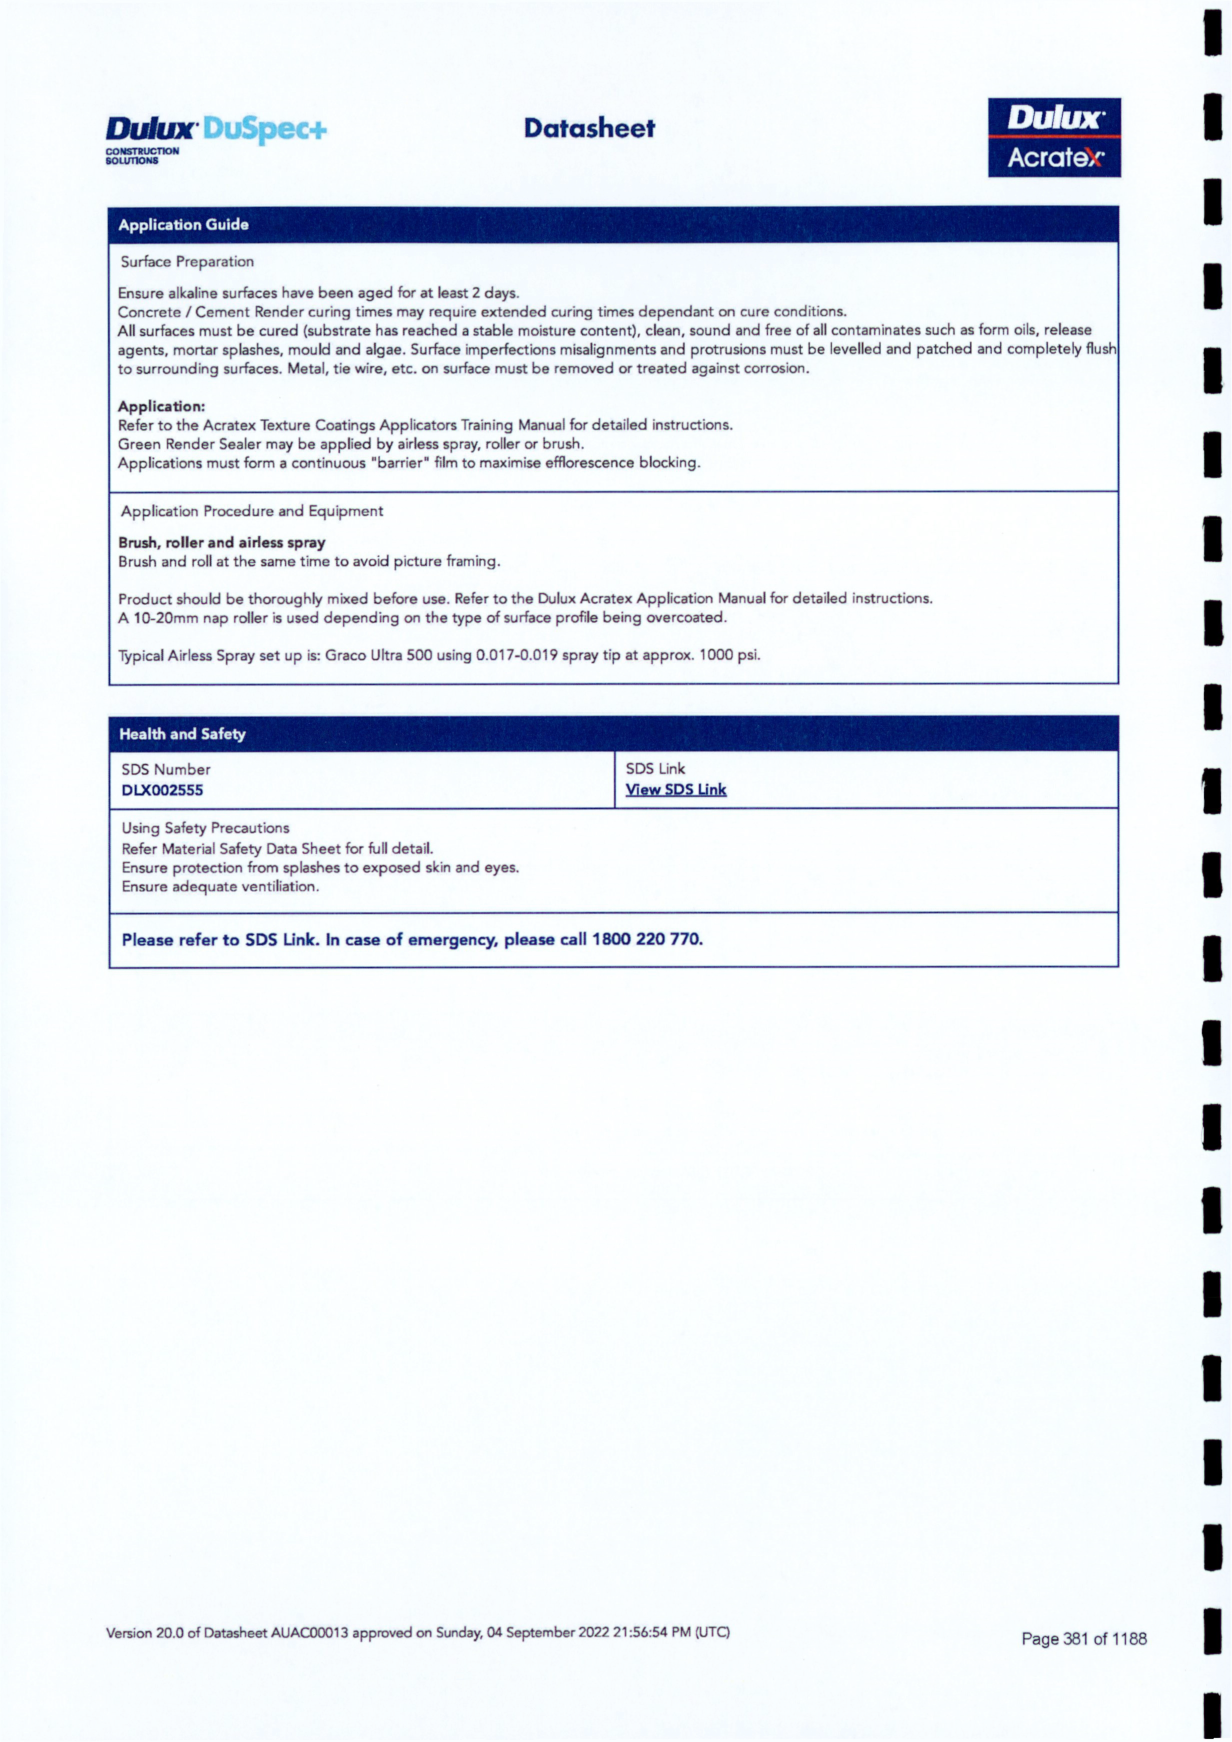 Dulux DuSpec+
CONSTRUCTION
SOLUTIONS
Datasheet
Dulux
Acratex
Application Guide
Surface Preparation
Ensure alkaline surfaces have been aged for at least 2 days.
Concrete / Cement Render curing times may require extended curing times dependant on cure conditions.
All surfaces must be cured (substrate has reached a stable moisture content), clean, sound and free of all contaminates such as form oils, release
agents, mortar splashes, mould and algae. Surface imperfections misalignments and protrusions must be levelled and patched and completely flush
to surrounding surfaces. Metal, tie wire, etc. on surface must be removed or treated against corrosion.
Application:
Refer to the Acratex Texture Coatings Applicators Training Manual for detailed instructions.
Green Render Sealer may be applied by airless spray, roller or brush.
Applications must form a continuous "barrier" film to maximise efflorescence blocking.
Application Procedure and Equipment
Brush, roller and airless spray
Brush and roll at the same time to avoid picture framing.
Product should be thoroughly mixed before use. Refer to the Dulux Acratex Application Manual for detailed instructions.
A 10-20mm nap roller is used depending on the type of surface profile being overcoated.
Typical Airless Spray set up is: Graco Ultra 500 using 0.017-0.019 spray tip at approx. 1000 psi.
Health and Safety
SDS Number
DLX002555
SDS Link
View SDS Link
Using Safety Precautions
Refer Material Safety Data Sheet for full detail.
Ensure protection from splashes to exposed skin and eyes.
Ensure adequate ventiliation.
Please refer to SDS Link. In case of emergency, please call 1800 220 770.
Version 20.0 of Datasheet AUAC00013 approved on Sunday, 04 September 2022 21:56:54 PM (UTC)
Page 381 of 1188